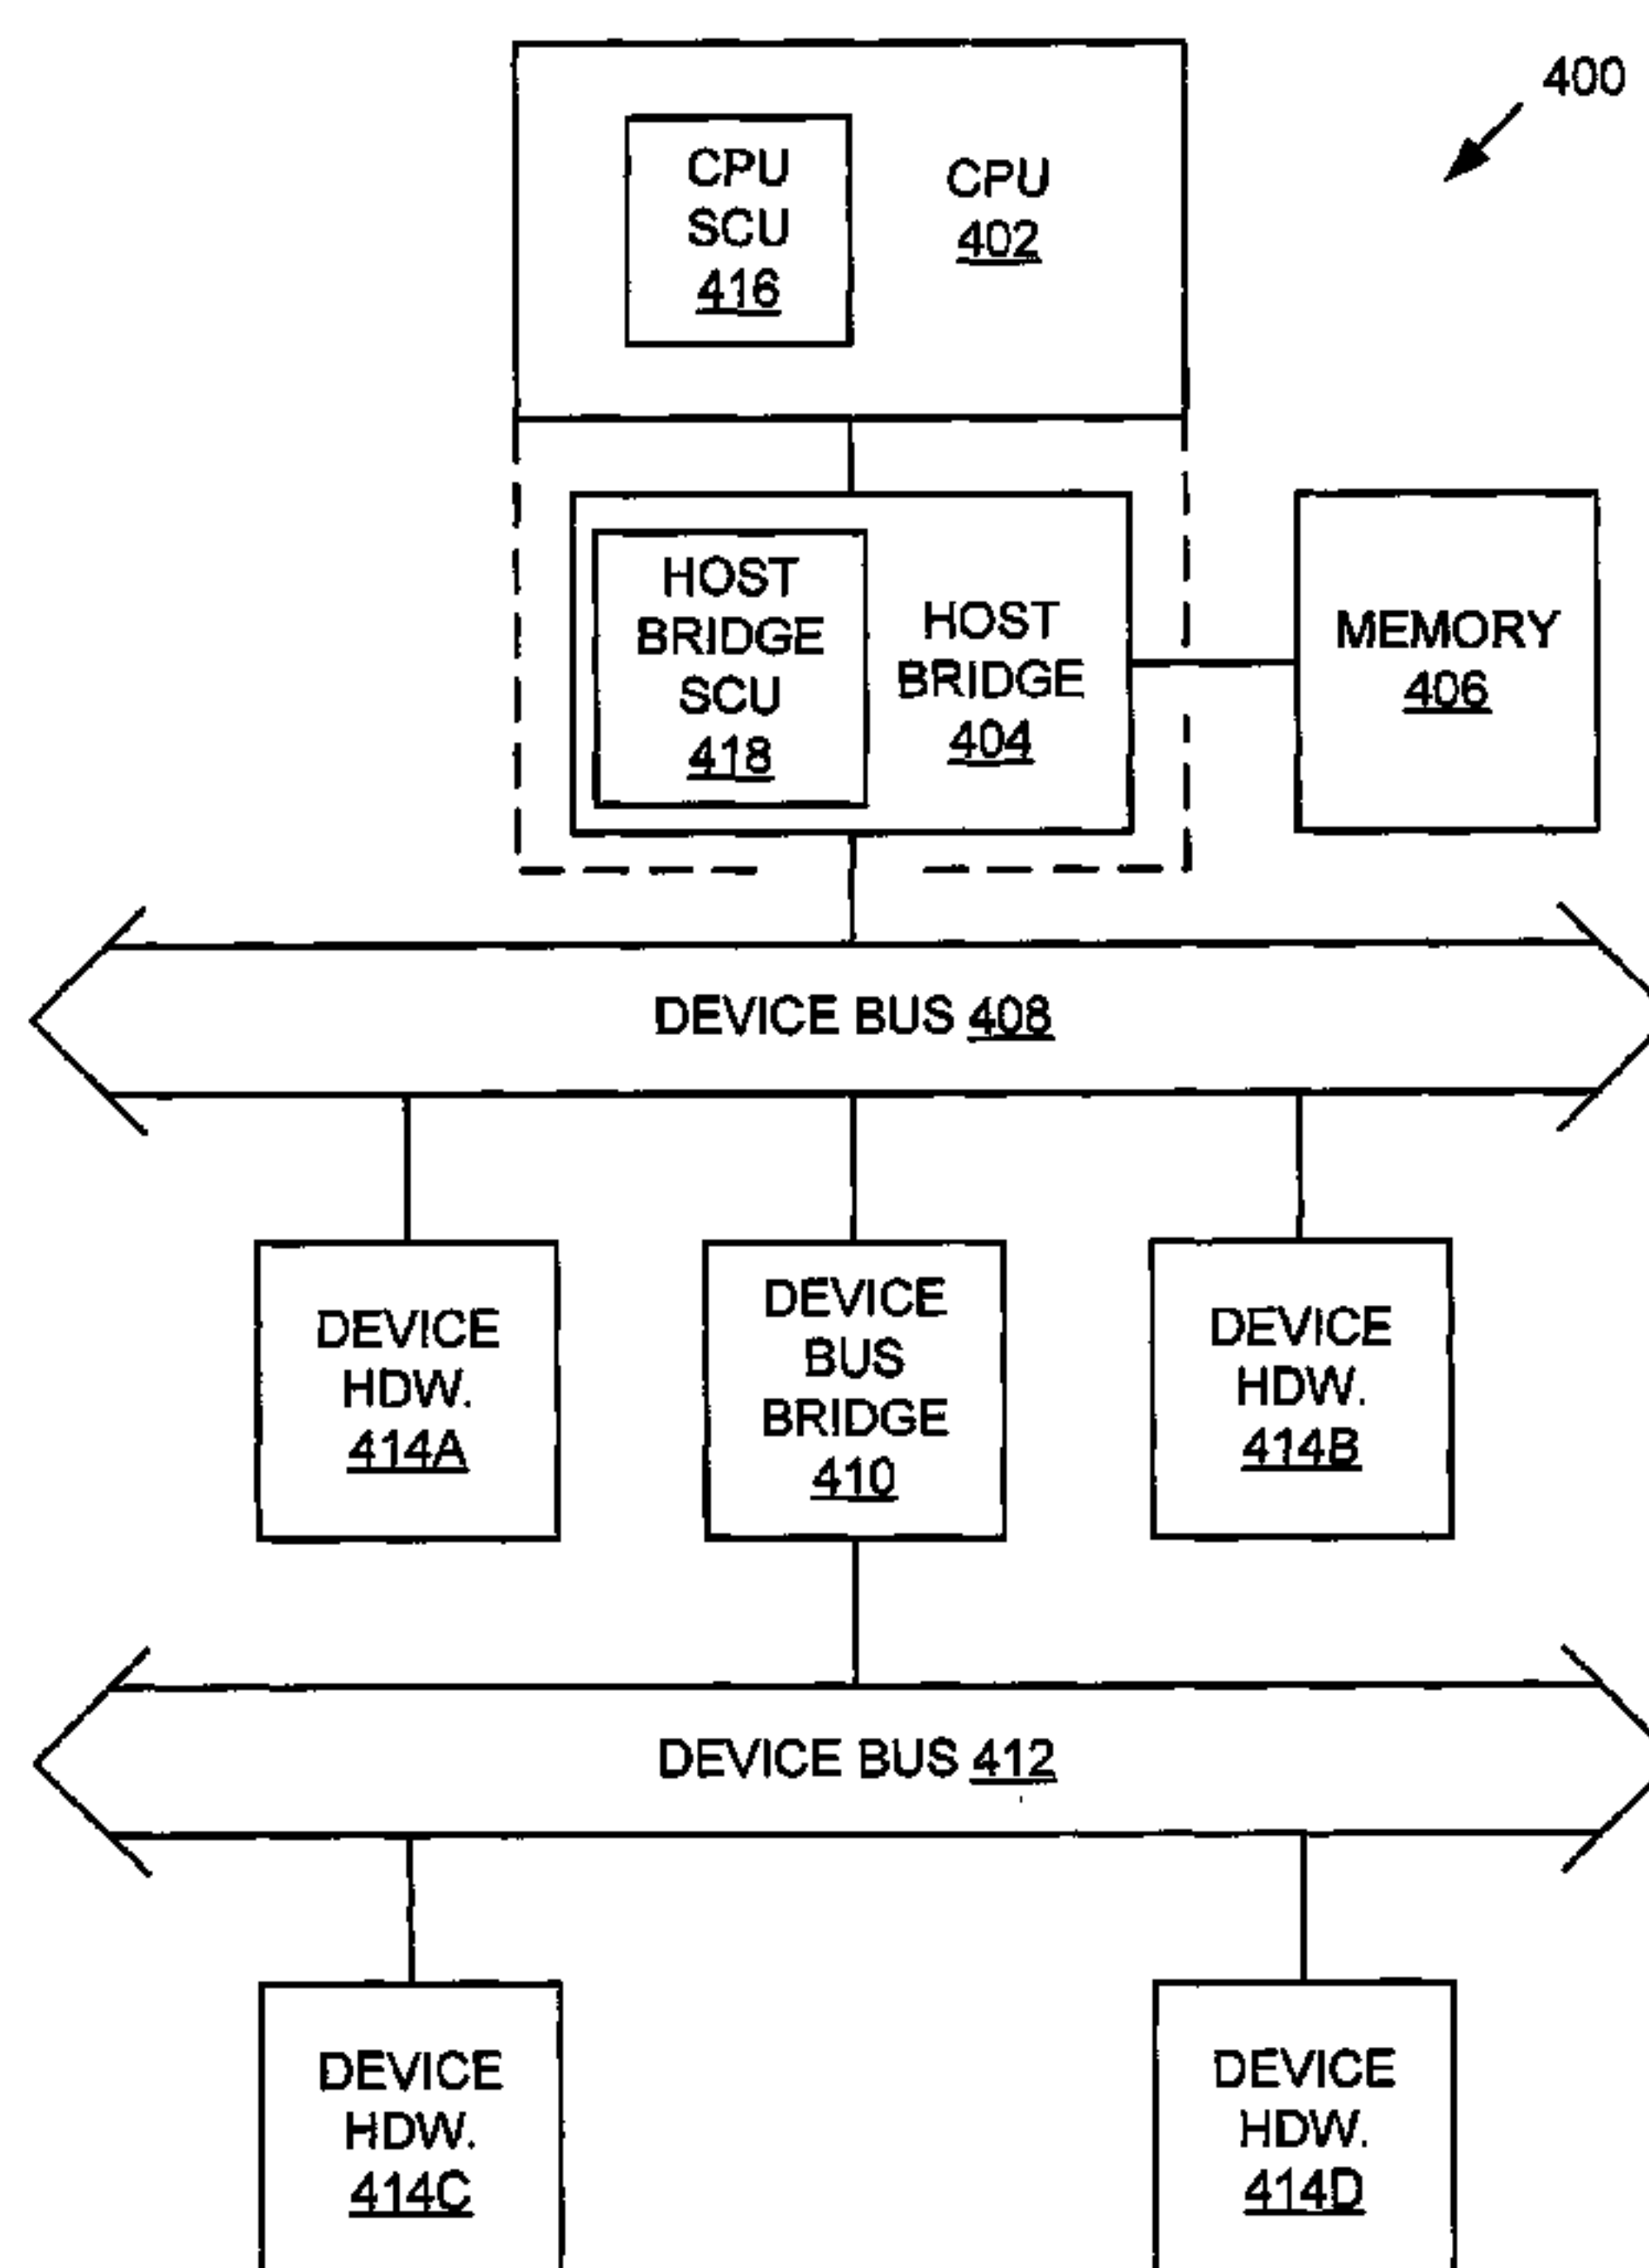 400
CPU
SCU
416
CPU
402
HOST
BRIDGE
SCU
418
HOST
BRIDGE
404
MEMORY
406
DEVICE BUS 408
DEVICE
HDW.
414A
DEVICE
BUS
BRIDGE
410
DEVICE
HDW.
414B
DEVICE BUS 412
DEVICE
HDW.
414C
DEVICE
HDW.
414D